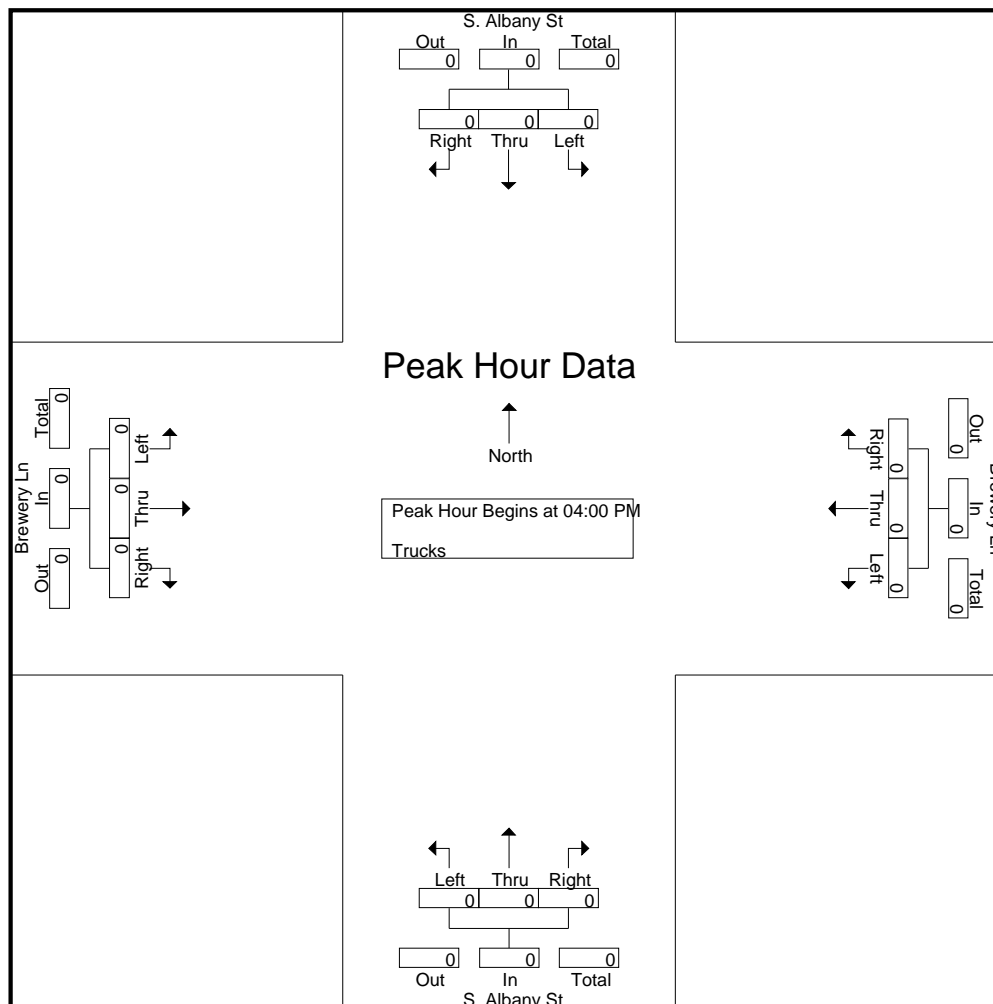 S. Albany St
Out In Total
0 0 0
0 0 0
Right Thru Left
Peak Hour Data
North
Peak Hour Begins at 04:00 PM
Trucks
Brewery Ln
Total In Out
0 0 0
0 0 0
Left Thru Right
Right Thru Left
0 0 0
Out In Total
0 0 0
Brewery Ln
Left Thru Right
0 0 0
0 0 0
Out In Total
S. Albany St